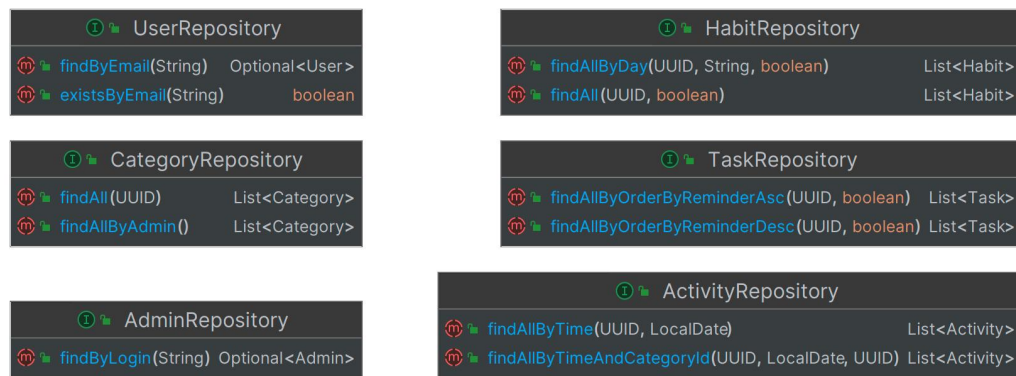 UserRepository
findByEmail(String) Optional<User>
existsByEmail(String) boolean
HabitRepository
findAllByDay(UUID, String, boolean) List<Habit>
findAll(UUID, boolean) List<Habit>
CategoryRepository
findAll(UUID) List<Category>
findAllByAdmin() List<Category>
TaskRepository
findAllByOrderByReminderAsc(UUID, boolean) List<Task>
findAllByOrderByReminderDesc(UUID, boolean) List<Task>
AdminRepository
findByLogin(String) Optional<Admin>
ActivityRepository
findAllByTime(UUID, LocalDate) List<Activity>
findAllByTimeAndCategoryId(UUID, LocalDate, UUID) List<Activity>